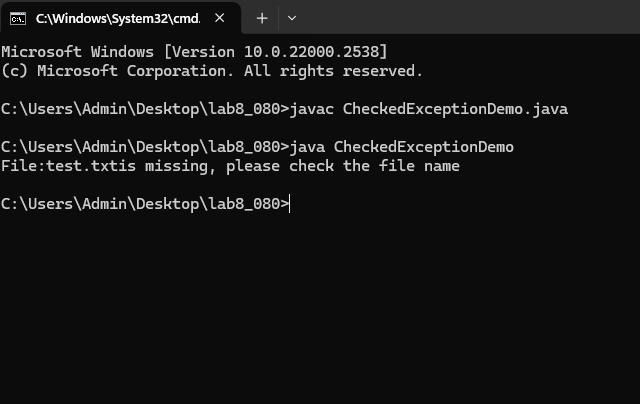 C:\Windows\System32\cmd.
Microsoft Windows [Version 10.0.22000.2538]
(c) Microsoft Corporation. All rights reserved.
C:\Users\Admin\Desktop\lab8_080>javac CheckedExceptionDemo.java
C:\Users\Admin\Desktop\lab8_080>java CheckedExceptionDemo
File:test.txtis missing, please check the file name
C:\Users\Admin\Desktop\lab8_080>